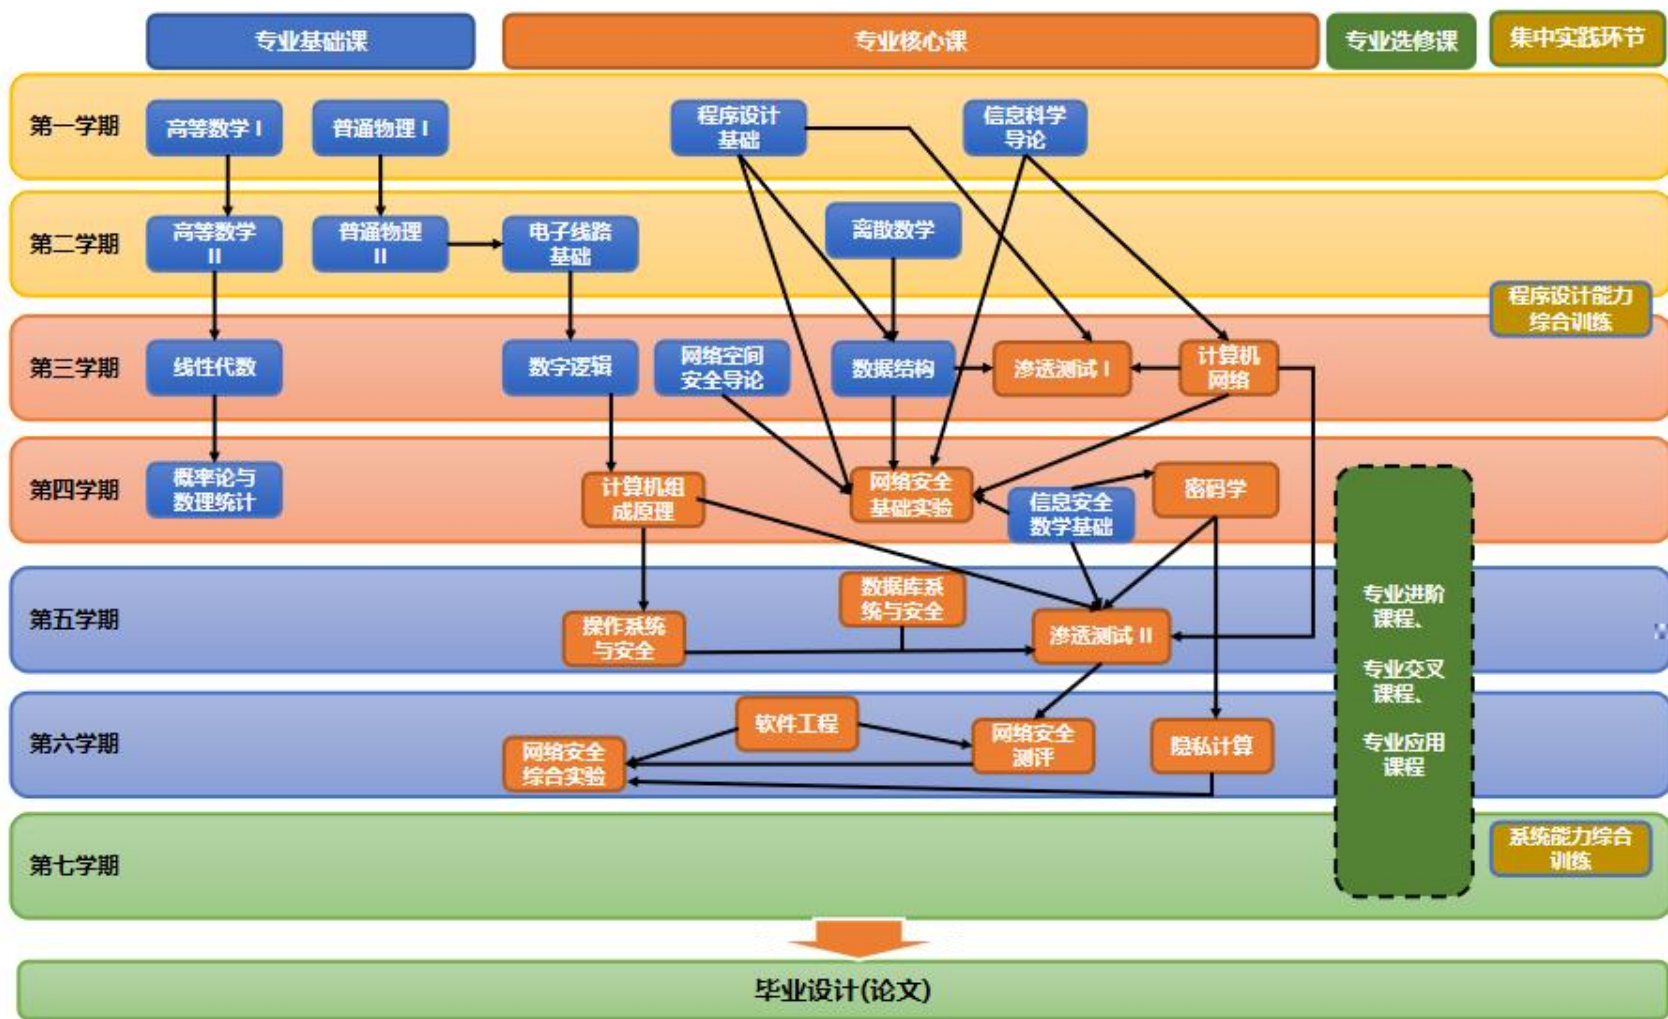 专业基础课
专业核心课
专业选修课
集中实践环节
第一学期
高等数学 I
普通物理 I
程序设计
基础
信息科学
导论
第二学期
高等数学
II
普通物理
II
电子线路
基础
离散数学
程序设计能力
综合训练
第三学期
线性代数
数字逻辑
网络空间
安全导论
数据结构
渗透测试 I
计算机
网络
第四学期
概率论与
数理统计
计算机组
成原理
网络安全
基础实验
信息安全
数学基础
密码学
第五学期
操作系统
与安全
数据库系
统与安全
渗透测试 II
专业进阶
课程、
专业交叉
课程、
专业应用
课程
第六学期
网络安全
综合实验
软件工程
网络安全
测评
隐私计算
第七学期
系统能力综合
训练
毕业设计(论文)